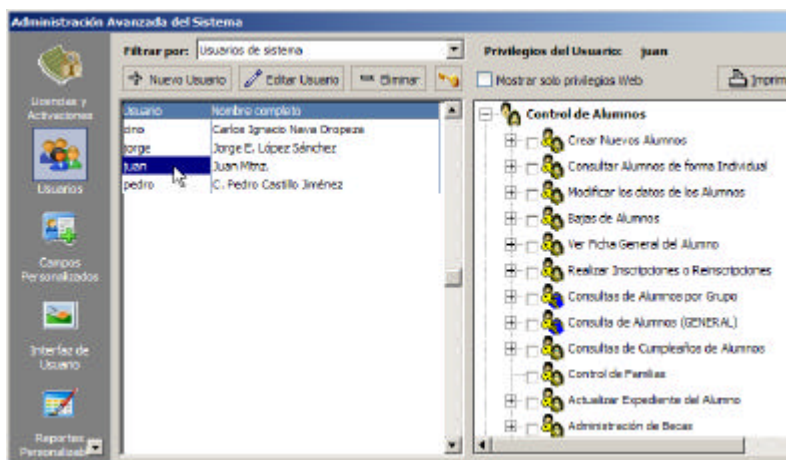 Administración Avanzada del Sistema
Filtrar por: Usuarios de sistema
Nuevo Usuario Editar Usuario Eliminar
Usuario Nombre completo
cino Carlos Ignacio Nava Oropeza
jorge Jorge E. López Sánchez
juan Juan Mtnz.
pedro C. Pedro Castillo Jiménez
Licencias y
Activaciones
Usuarios
Campos
Personalizados
Interfaz de
Usuario
Reportes
Privilegios del Usuario: juan
Mostrar solo privilegios Web
Control de Alumnos
Crear Nuevos Alumnos
Consultar Alumnos de forma Individual
Modificar los datos de los Alumnos
Bajas de Alumnos
Ver Ficha General del Alumno
Realizar Inscripciones o Reinscripciones
Consultas de Alumnos por Grupo
Consulta de Alumnos (GENERAL)
Consultas de Cumpleaños de Alumnos
Control de Familias
Actualizar Expediente del Alumno
Administración de Becas